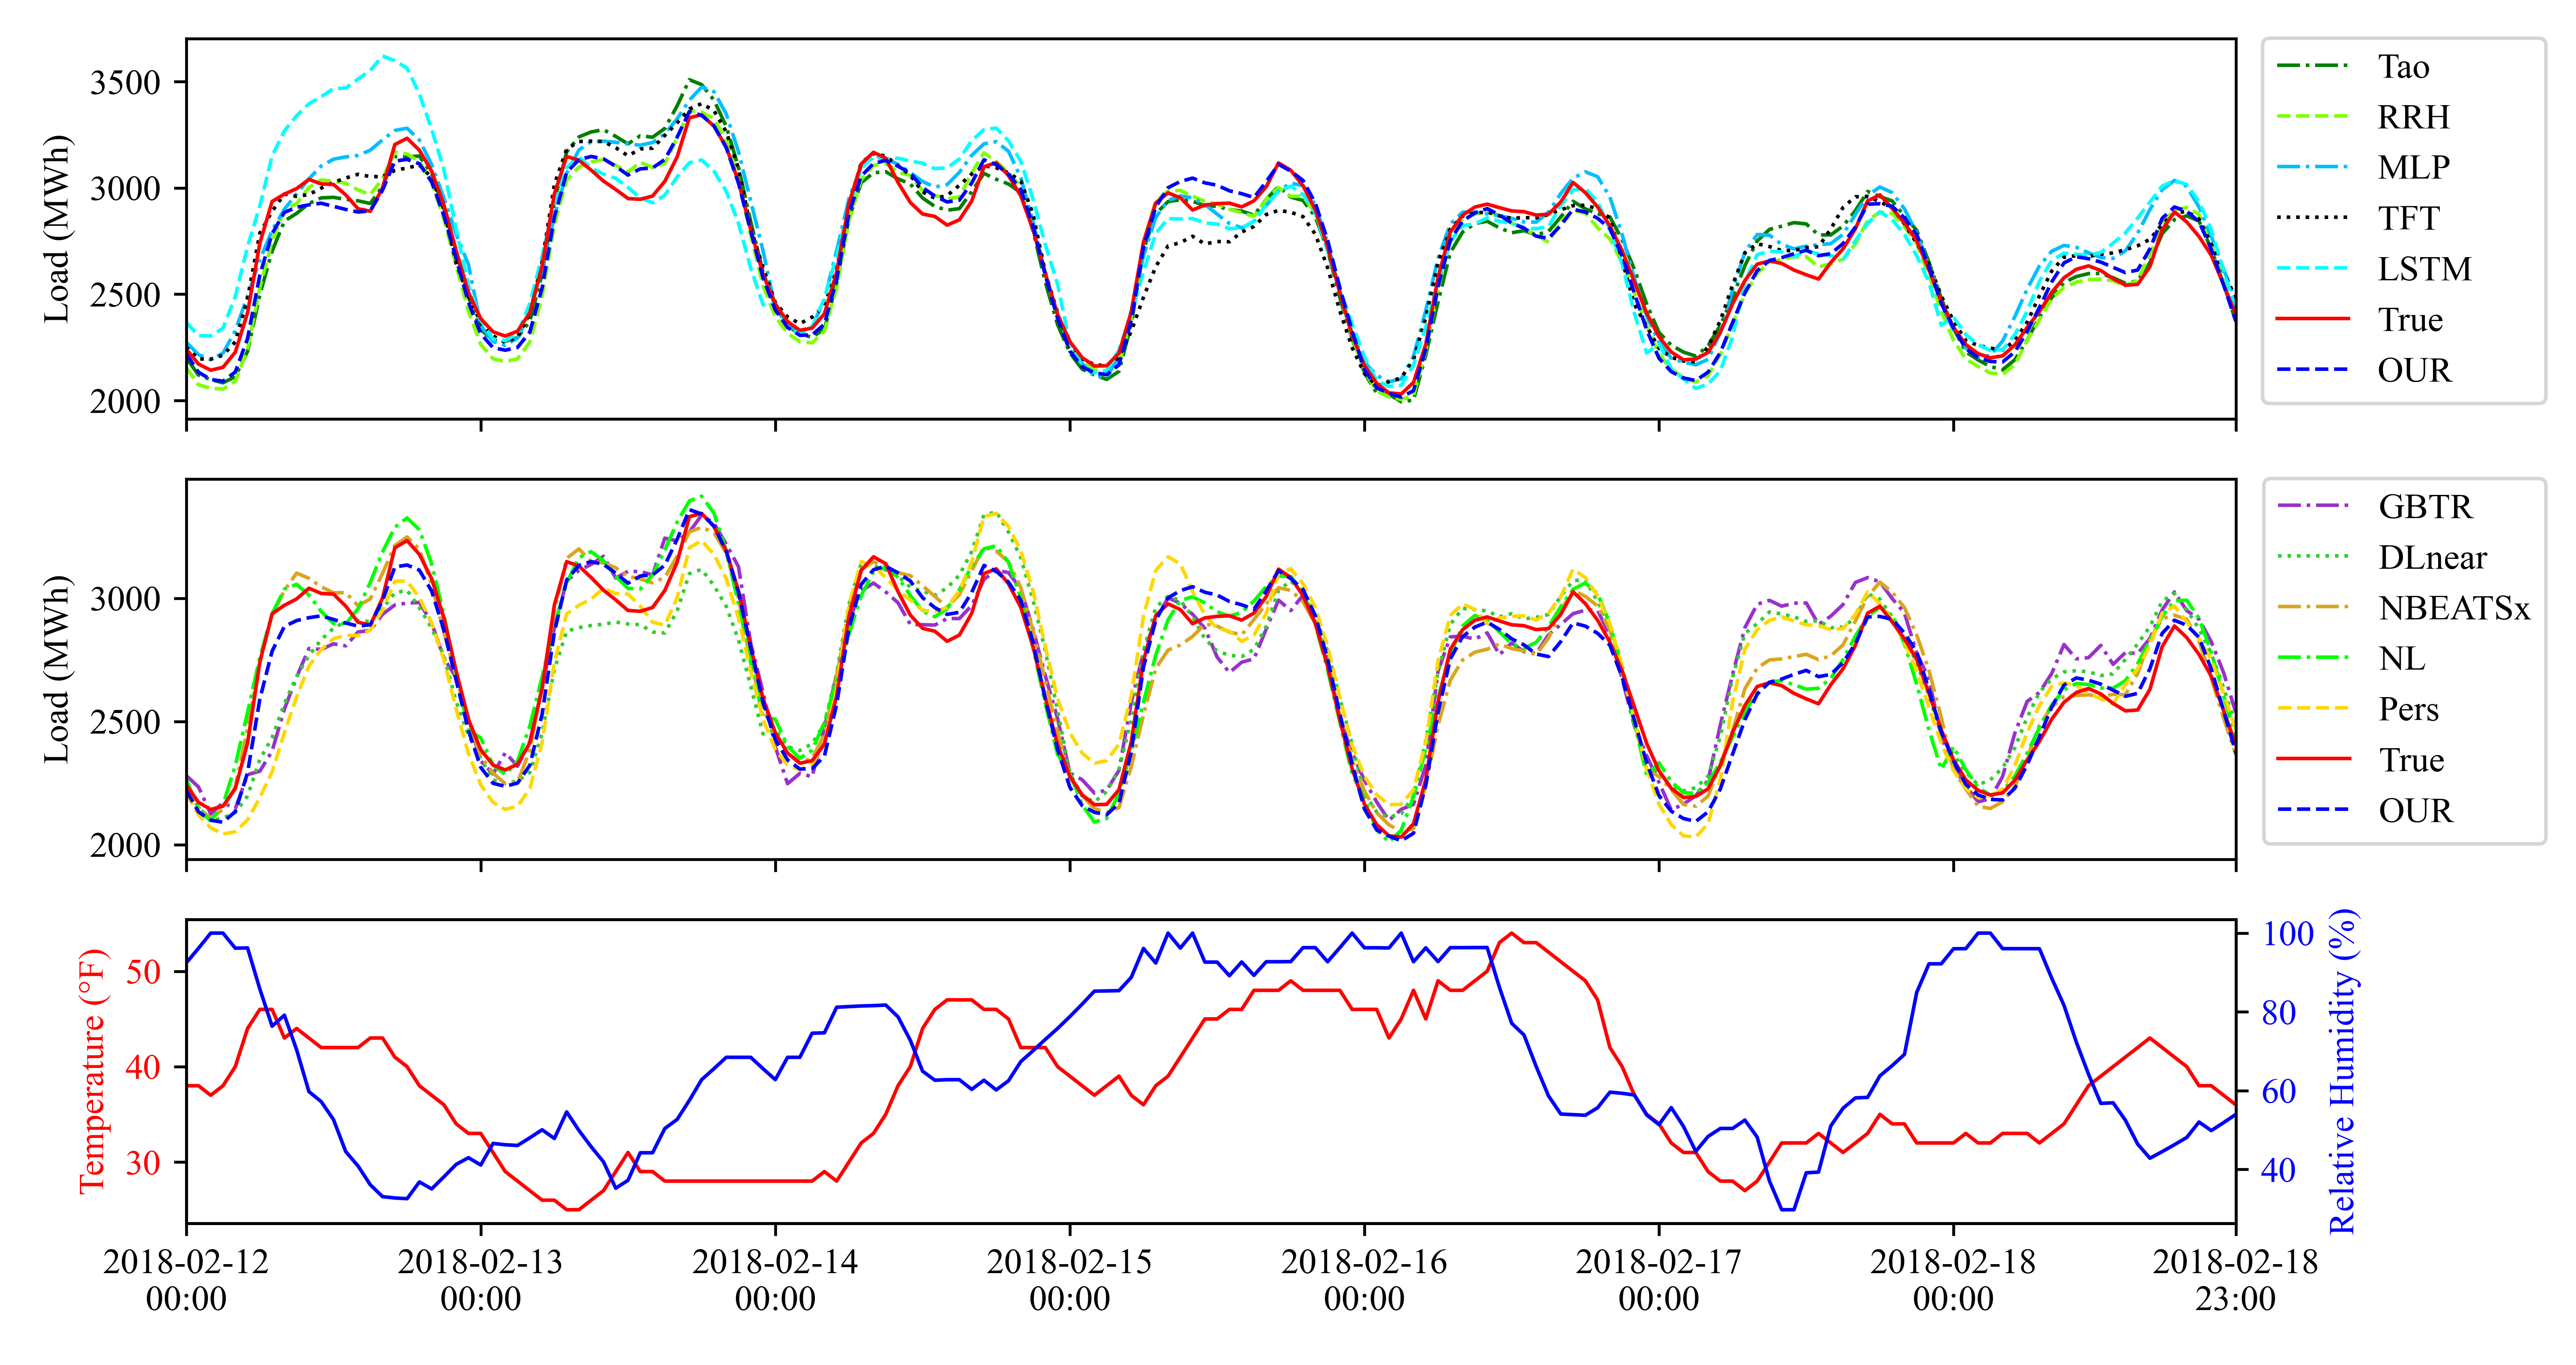 Load (MWh)
3500
3000
2500
2000
Tao
RRH
MLP
TFT
LSTM
True
OUR
Load (MWh)
3000
2500
2000
GBTR
DLnear
NBEATSx
NL
Pers
True
OUR
Temperature (°F)
50
40
30
100
80
60
40
Relative Humidity (%)
2018-02-12 2018-02-13 2018-02-14 2018-02-15 2018-02-16 2018-02-17 2018-02-18 2018-02-18
00:00 00:00 00:00 00:00 00:00 00:00 00:00 23:00